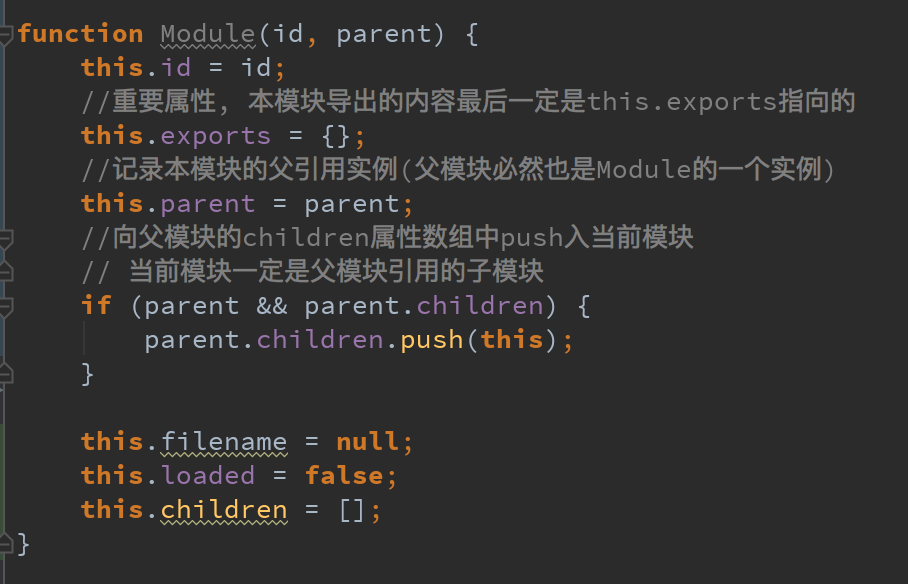 function Module(id, parent) {
    this.id = id;
    //重要属性, 本模块导出的内容最后一定是this.exports指向的
    this.exports = {};
    //记录本模块的父引用实例(父模块必然也是Module的一个实例)
    this.parent = parent;
    //向父模块的children属性数组中push入当前模块
    // 当前模块一定是父模块引用的子模块
    if (parent && parent.children) {
        parent.children.push(this);
    }
    this.filename = null;
    this.loaded = false;
    this.children = [];
}